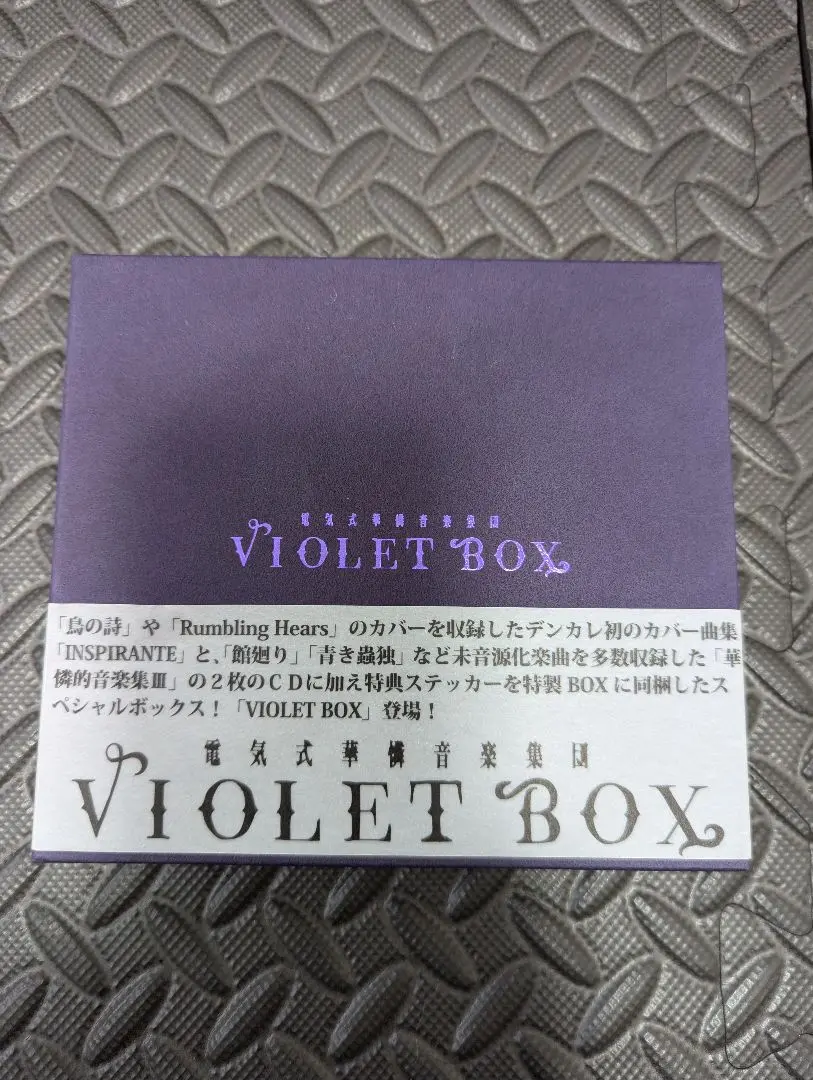 電気式華憐音楽集団
VIOLET BOX
「鳥の詩」や「Rumbling Hears」のカバーを収録したデンカレ初のカバー曲集
「INSPIRANTE」と、「館廻り」「青き蟲独」など未音源化楽曲を多数収録した「華
憐的音楽集Ⅲ」の２枚のＣＤに加え特典ステッカーを特製 BOX に同梱したス
ペシャルボックス！「VIOLET BOX」登場！
電気式華憐音楽集団
VIOLET BOX